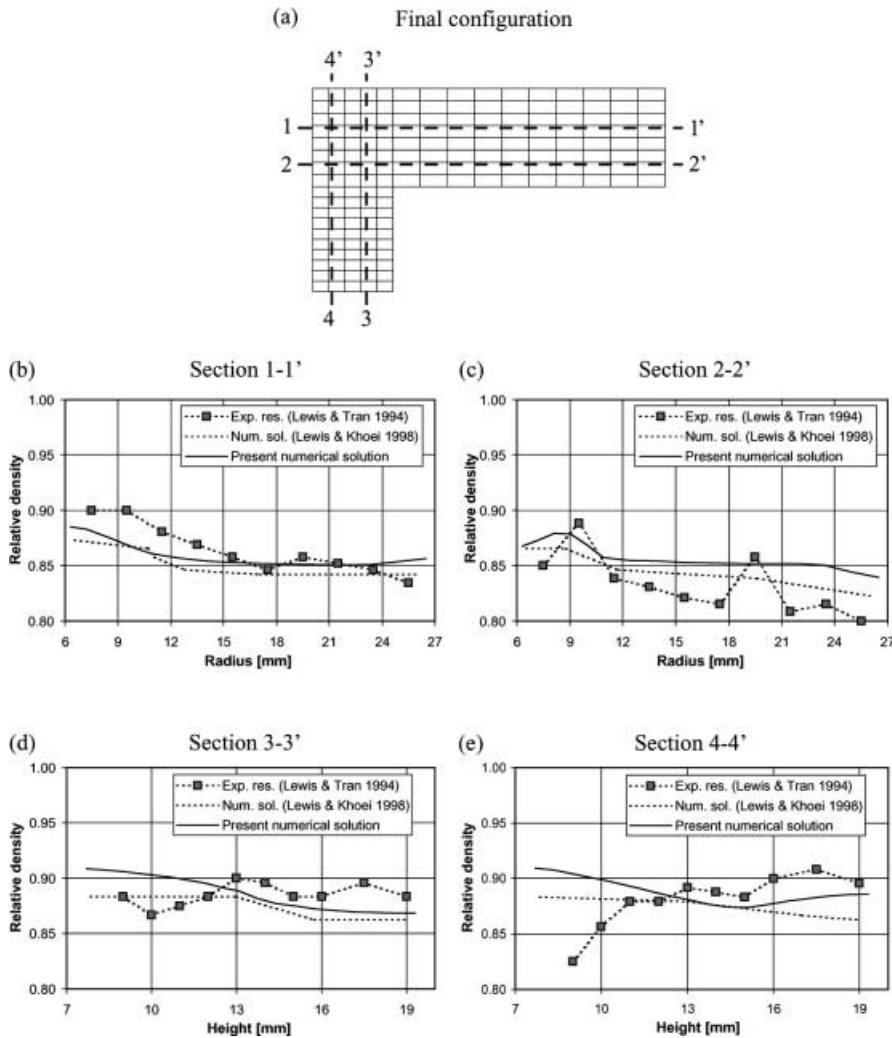 (a) Final configuration
4’ 3’
1 1’
2 2’
4 3
(b) Section 1-1’
1.00
0.95
0.90
0.85
0.80
Relative density
Exp. res. (Lewis & Tran 1994)
Num. sol. (Lewis & Khoei 1998)
Present numerical solution
6 9 12 15 18 21 24 27
Radius [mm]
(c) Section 2-2’
1.00
0.95
0.90
0.85
0.80
Relative density
Exp. res. (Lewis & Tran 1994)
Num. sol. (Lewis & Khoei 1998)
Present numerical solution
6 9 12 15 18 21 24 27
Radius [mm]
(d) Section 3-3’
1.00
0.95
0.90
0.85
0.80
Relative density
Exp. res. (Lewis & Tran 1994)
Num. sol. (Lewis & Khoei 1998)
Present numerical solution
7 10 13 16 19
Height [mm]
(e) Section 4-4’
1.00
0.95
0.90
0.85
0.80
Relative density
Exp. res. (Lewis & Tran 1994)
Num. sol. (Lewis & Khoei 1998)
Present numerical solution
7 10 13 16 19
Height [mm]